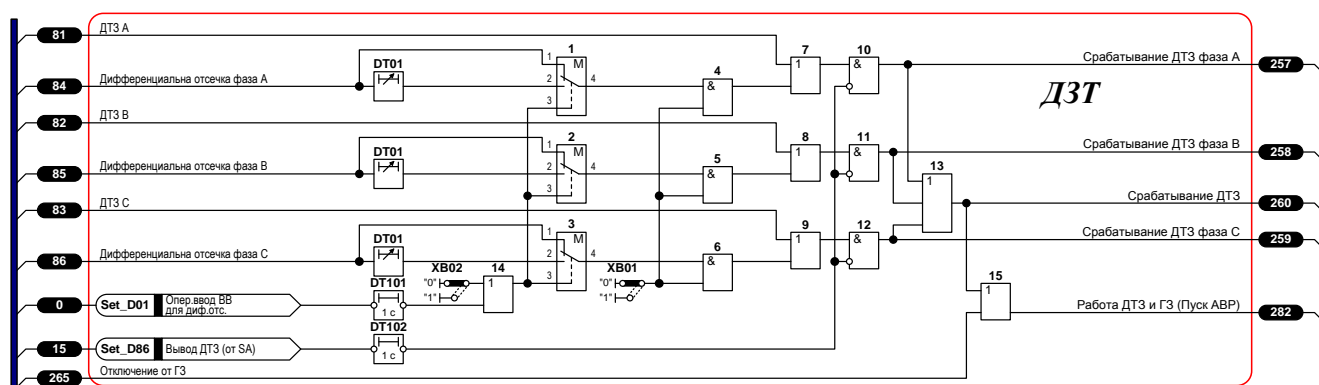 81 ДТЗ А
1 7 10 Срабатывание ДТЗ фаза А 257
DT01 1 M 1 &
84 Дифференциальна отсечка фаза А 2 4 4 ДЗТ
3 &
82 ДТЗ В
2 8 11 Срабатывание ДТЗ фаза В 258
DT01 1 M 1 &
85 Дифференциальна отсечка фаза В 2 4 5 13
3 & 1
83 ДТЗ С Срабатывание ДТЗ 260
3 9 12 Срабатывание ДТЗ фаза С 259
DT01 1 M 1 &
86 Дифференциальна отсечка фаза С 2 4 6
XB02 14 3 XB01 &
DT101 "0" 1 "0" 15
0 Set_D01 Опер.ввод ВВ "1" "1" 1
для диф.отс. 1 с
Работа ДТЗ и ГЗ (Пуск АВР) 282
DT102
15 Set_D86 Вывод ДТЗ (от SA) 1 с
265 Отключение от ГЗ